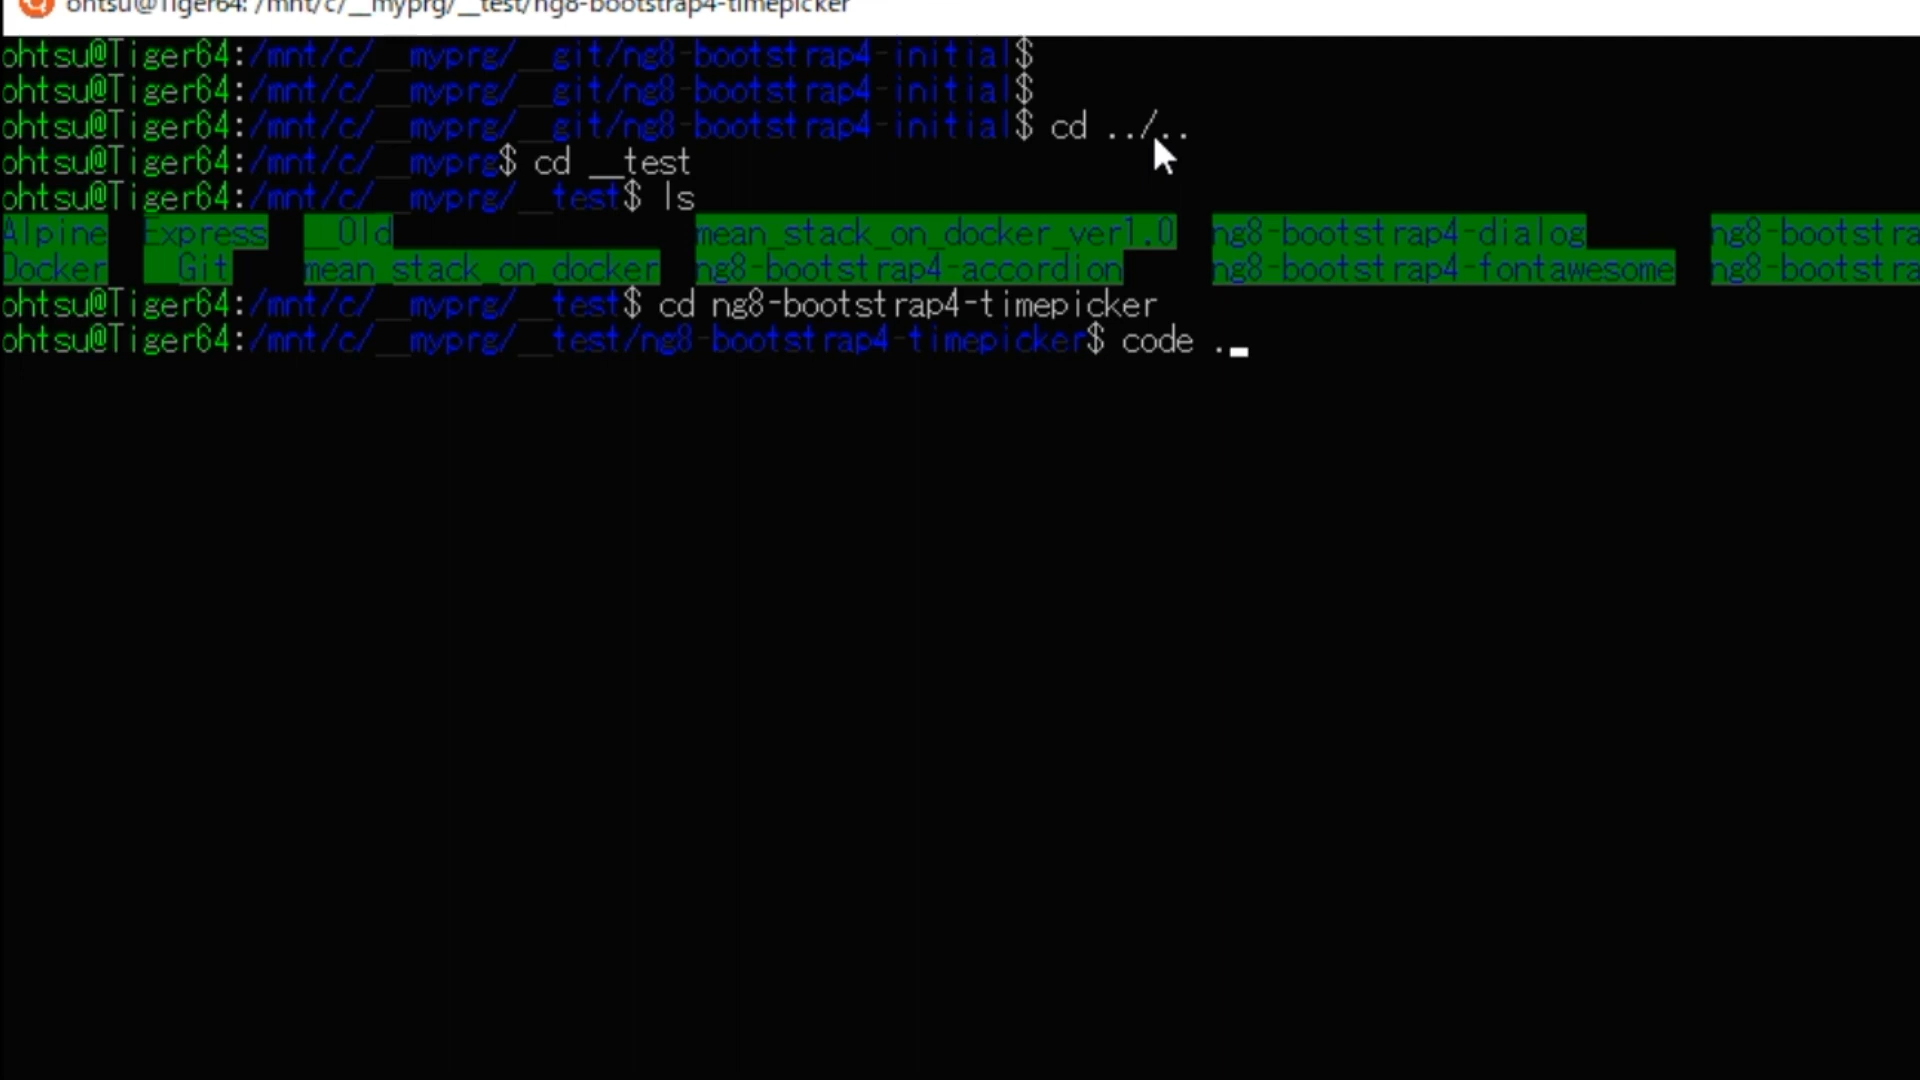 ohtsu@Tiger64: /mnt/c/__myprg/__test/ng8-bootstrap4-timepicker
ohtsu@Tiger64:/mnt/c/__myprg/__git/ng8-bootstrap4-initial$
ohtsu@Tiger64:/mnt/c/__myprg/__git/ng8-bootstrap4-initial$
ohtsu@Tiger64:/mnt/c/__myprg/__git/ng8-bootstrap4-initial$ cd ../..
ohtsu@Tiger64:/mnt/c/__myprg$ cd __test
ohtsu@Tiger64:/mnt/c/__myprg/__test$ ls
Alpine Express __Old mean_stack_on_docker_ver1.0 ng8-bootstrap4-dialog ng8-bootstra
Docker __Git mean_stack_on_docker ng8-bootstrap4-accordion ng8-bootstrap4-fontawesome ng8-bootstra
ohtsu@Tiger64:/mnt/c/__myprg/__test$ cd ng8-bootstrap4-timepicker
ohtsu@Tiger64:/mnt/c/__myprg/__test/ng8-bootstrap4-timepicker$ code .